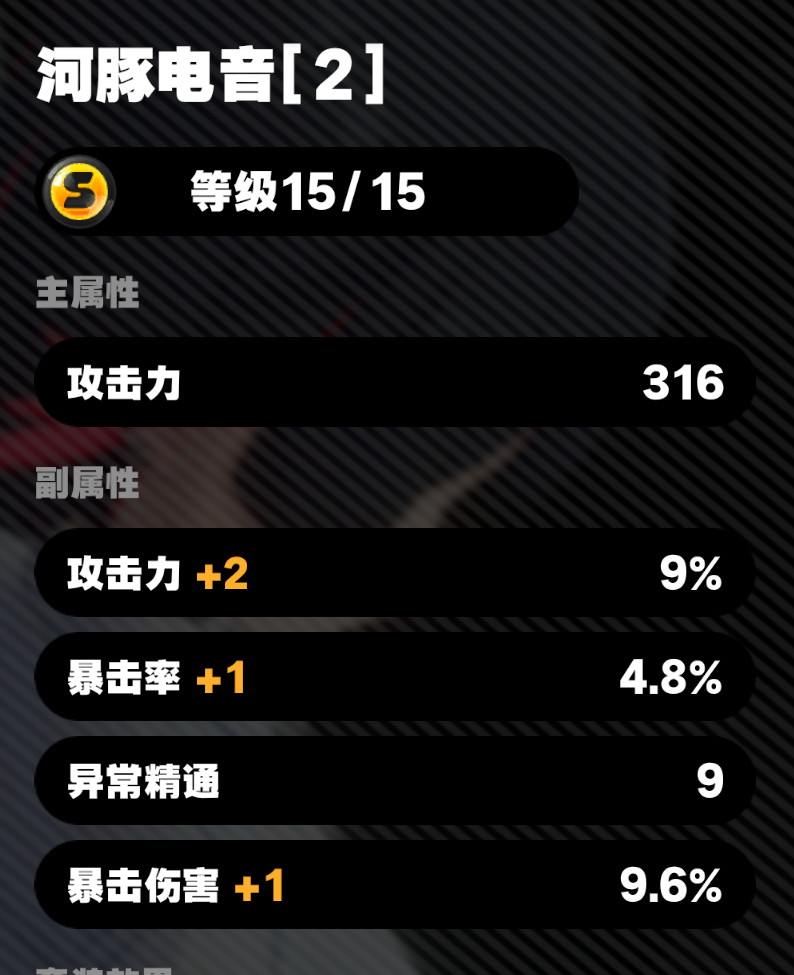 河豚电音[2]
S 等级15/15
主属性
攻击力 316
副属性
攻击力 +2 9%
暴击率 +1 4.8%
异常精通 9
暴击伤害 +1 9.6%